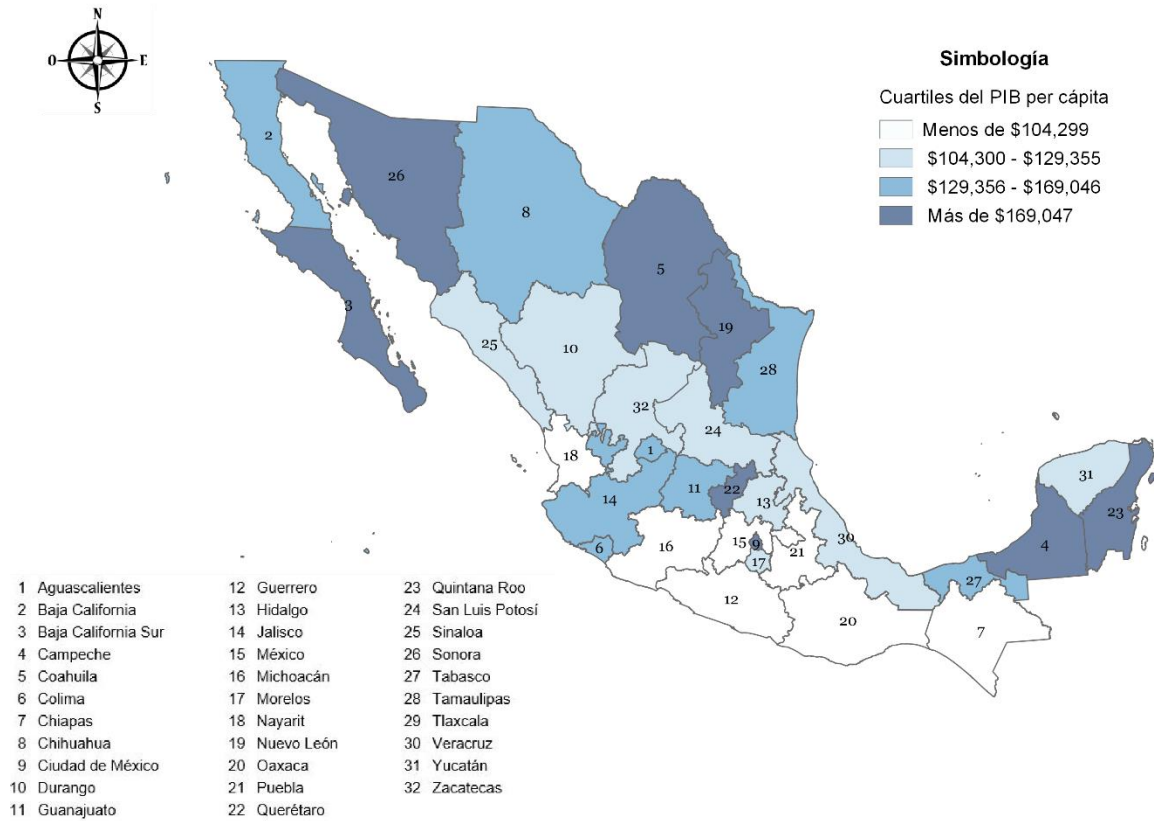 N
O E
S
Simbología
Cuartiles del PIB per cápita
Menos de $104,299
$104,300 - $129,355
$129,356 - $169,046
Más de $169,047
2
26
8
5
3
19
25
10
28
32
24
18
1
31
14
11
22
23
13
6
16
15
9
21
30
4
17
27
12
20
7
1 Aguascalientes
2 Baja California
3 Baja California Sur
4 Campeche
5 Coahuila
6 Colima
7 Chiapas
8 Chihuahua
9 Ciudad de México
10 Durango
11 Guanajuato
12 Guerrero
13 Hidalgo
14 Jalisco
15 México
16 Michoacán
17 Morelos
18 Nayarit
19 Nuevo León
20 Oaxaca
21 Puebla
22 Querétaro
23 Quintana Roo
24 San Luis Potosí
25 Sinaloa
26 Sonora
27 Tabasco
28 Tamaulipas
29 Tlaxcala
30 Veracruz
31 Yucatán
32 Zacatecas